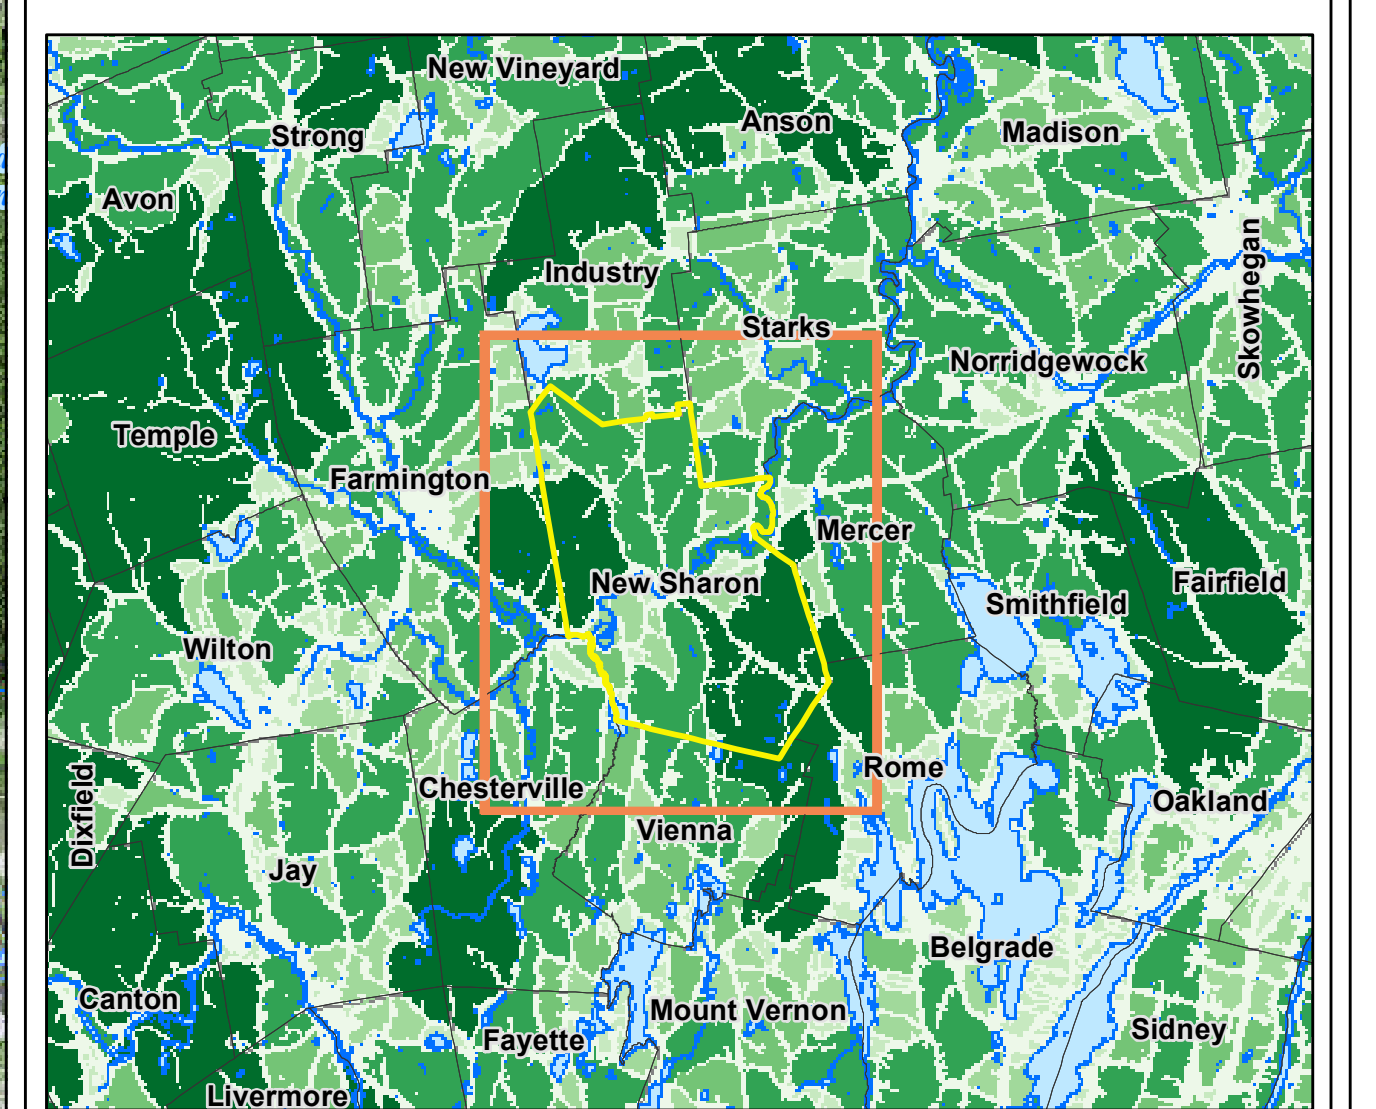 New Vineyard
Anson
Madison
Strong
Avon
Skowhegan
Industry
Starks
Norridgewock
Temple
Farmington
Mercer
New Sharon
Fairfield
Smithfield
Wilton
Rome
Chesterville
Oakland
Dixfield
Vienna
Jay
Belgrade
Canton
Mount Vernon
Sidney
Fayette
Livermore